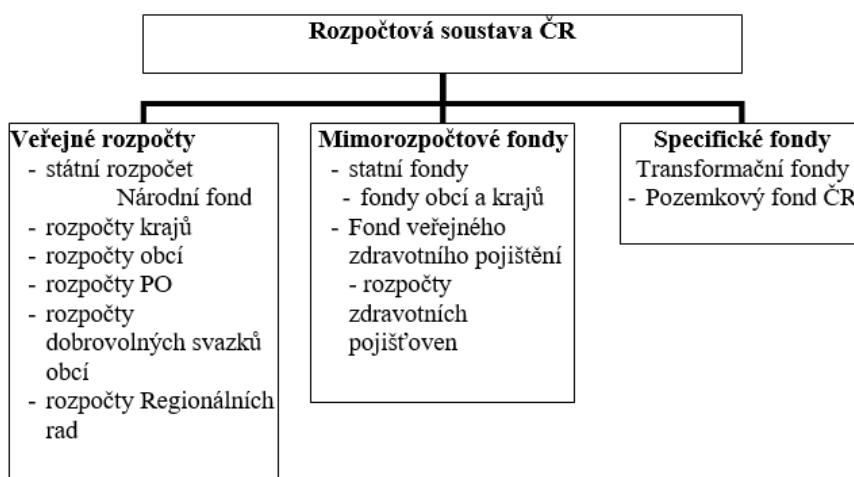 Rozpočtová soustava ČR
Veřejné rozpočty
- státní rozpočet
Národní fond
- rozpočty krajů
- rozpočty obcí
- rozpočty PO
- rozpočty
dobrovolných svazků
obcí
- rozpočty Regionálních
rad
Mimorozpočtové fondy
- statní fondy
- fondy obcí a krajů
- Fond veřejného
zdravotního pojištění
- rozpočty
zdravotních
pojišťoven
Specifické fondy
Transformační fondy
- Pozemkový fond ČR